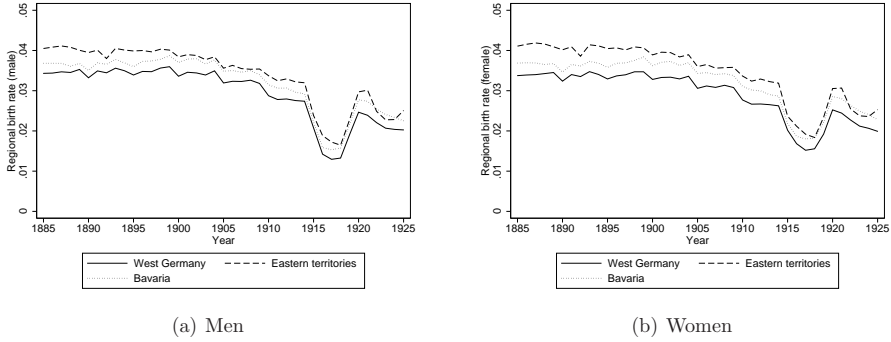 Regional birth rate (male)
0 .01 .02 .03 .04 .05
1885 1890 1895 1900 1905 1910 1915 1920 1925
Year
West Germany Eastern territories
Bavaria
(a) Men
Regional birth rate (female)
0 .01 .02 .03 .04 .05
1885 1890 1895 1900 1905 1910 1915 1920 1925
Year
West Germany Eastern territories
Bavaria
(b) Women